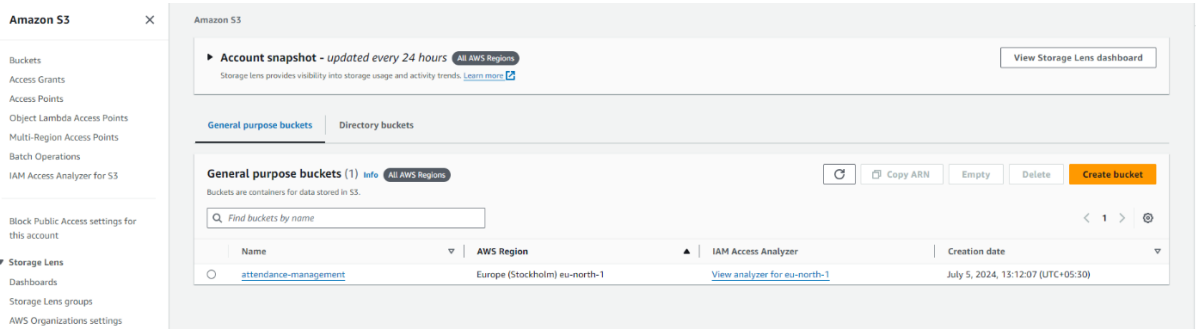 Amazon S3
Buckets
Access Grants
Access Points
Object Lambda Access Points
Multi-Region Access Points
Batch Operations
IAM Access Analyzer for S3
Block Public Access settings for
this account
Storage Lens
Dashboards
Storage Lens groups
AWS Organizations settings
Amazon S3
Account snapshot - updated every 24 hours All AWS Regions
Storage lens provides visibility into storage usage and activity trends. Learn more
View Storage Lens dashboard
General purpose buckets Directory buckets
General purpose buckets (1) Info All AWS Regions
Buckets are containers for data stored in S3.
Copy ARN Empty Delete Create bucket
Find buckets by name
1
Name AWS Region IAM Access Analyzer Creation date
attendance-management Europe (Stockholm) eu-north-1 View analyzer for eu-north-1 July 5, 2024, 13:12:07 (UTC+05:30)